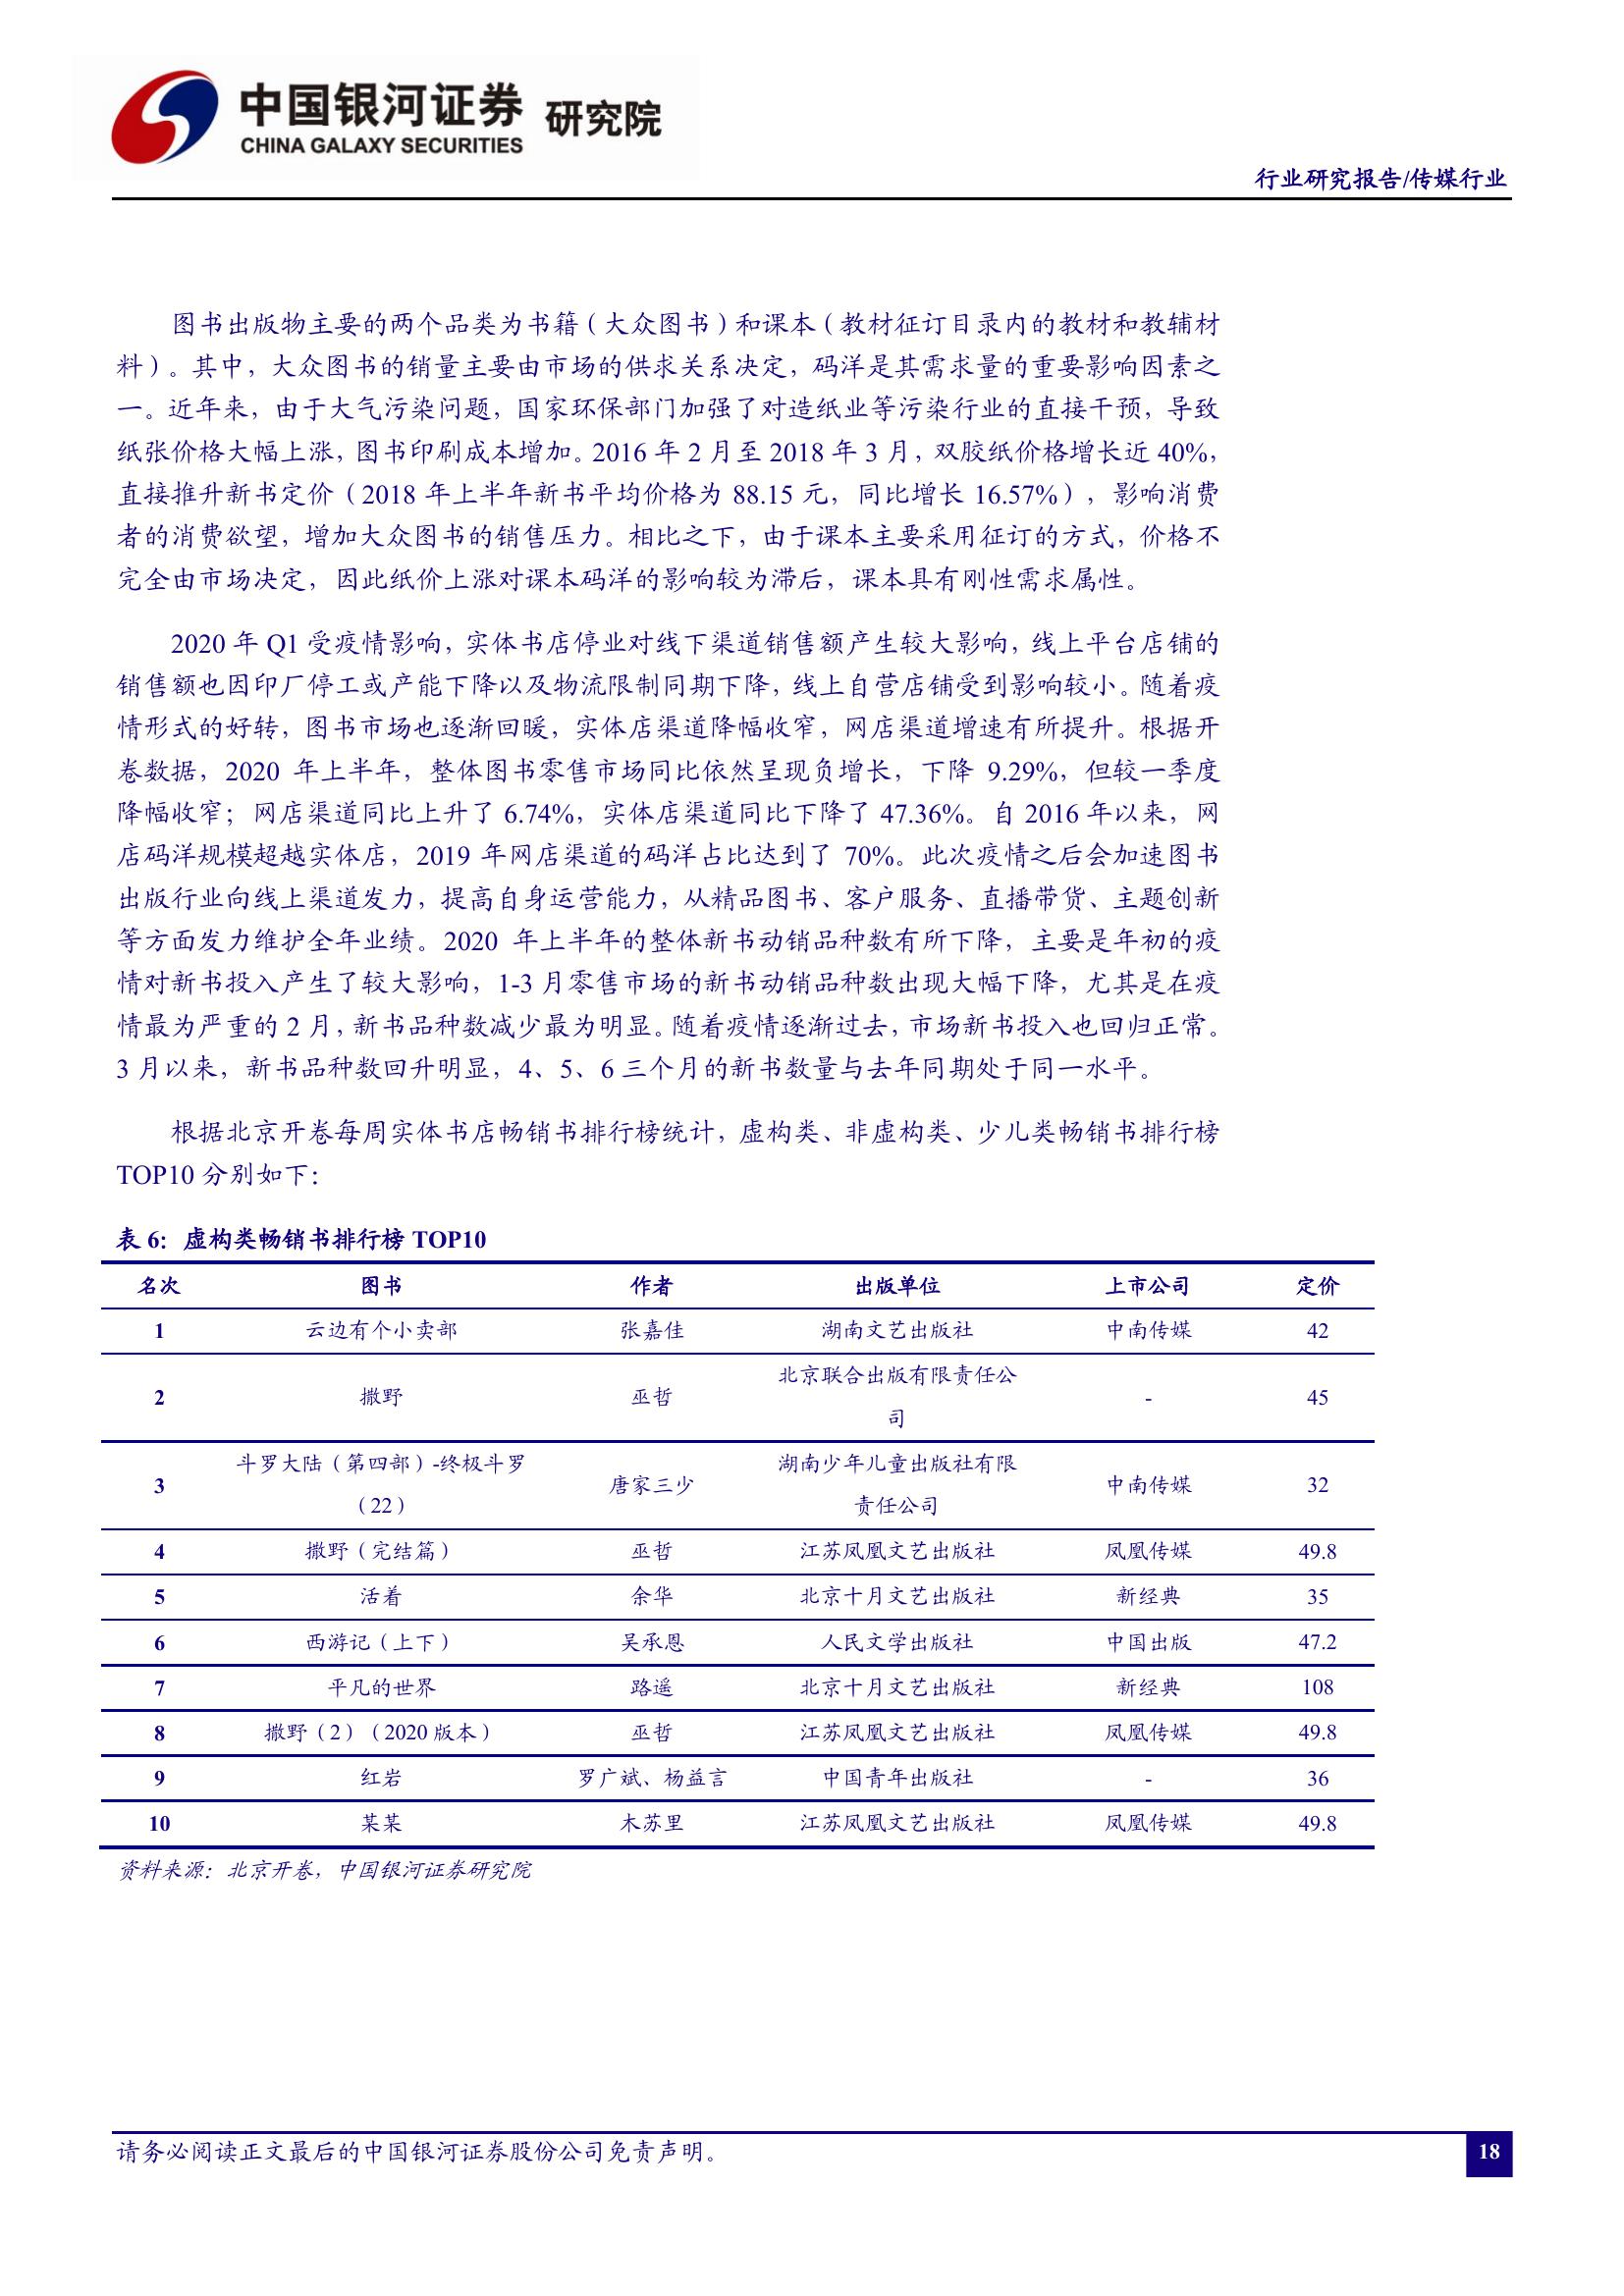 中国银河证券 研究院
CHINA GALAXY SECURITIES
行业研究报告/传媒行业
图书出版物主要的两个品类为书籍（大众图书）和课本（教材征订目录内的教材和教辅材
料）。其中，大众图书的销量主要由市场的供求关系决定，码洋是其需求量的重要影响因素之
一。近年来，由于大气污染问题，国家环保部门加强了对造纸业等污染行业的直接干预，导致
纸张价格大幅上涨，图书印刷成本增加。2016 年 2 月至 2018 年 3 月，双胶纸价格增长近 40%，
直接推升新书定价（2018 年上半年新书平均价格为 88.15 元，同比增长 16.57%），影响消费
者的消费欲望，增加大众图书的销售压力。相比之下，由于课本主要采用征订的方式，价格不
完全由市场决定，因此纸价上涨对课本码洋的影响较为滞后，课本具有刚性需求属性。
2020 年 Q1 受疫情影响，实体书店停业对线下渠道销售额产生较大影响，线上平台店铺的
销售额也因印厂停工或产能下降以及物流限制同期下降，线上自营店铺受到影响较小。随着疫
情形式的好转，图书市场也逐渐回暖，实体店渠道降幅收窄，网店渠道增速有所提升。根据开
卷数据，2020 年上半年，整体图书零售市场同比依然呈现负增长，下降 9.29%，但较一季度
降幅收窄；网店渠道同比上升了 6.74%，实体店渠道同比下降了 47.36%。自 2016 年以来，网
店码洋规模超越实体店，2019 年网店渠道的码洋占比达到了 70%。此次疫情之后会加速图书
出版行业向线上渠道发力，提高自身运营能力，从精品图书、客户服务、直播带货、主题创新
等方面发力维护全年业绩。2020 年上半年的整体新书动销品种数有所下降，主要是年初的疫
情对新书投入产生了较大影响，1-3 月零售市场的新书动销品种数出现大幅下降，尤其是在疫
情最为严重的 2 月，新书品种数减少最为明显。随着疫情逐渐过去，市场新书投入也回归正常。
3 月以来，新书品种数回升明显，4、5、6 三个月的新书数量与去年同期处于同一水平。
根据北京开卷每周实体书店畅销书排行榜统计，虚构类、非虚构类、少儿类畅销书排行榜
TOP10 分别如下：
表 6：虚构类畅销书排行榜 TOP10
名次 图书 作者 出版单位 上市公司 定价
1 云边有个小卖部 张嘉佳 湖南文艺出版社 中南传媒 42
北京联合出版有限责任公
2 撒野 巫哲 - 45
司
斗罗大陆（第四部）-终极斗罗 湖南少年儿童出版社有限
3 唐家三少 中南传媒 32
（22） 责任公司
4 撒野（完结篇） 巫哲 江苏凤凰文艺出版社 凤凰传媒 49.8
5 活着 余华 北京十月文艺出版社 新经典 35
6 西游记（上下） 吴承恩 人民文学出版社 中国出版 47.2
7 平凡的世界 路遥 北京十月文艺出版社 新经典 108
8 撒野（2）（2020 版本） 巫哲 江苏凤凰文艺出版社 凤凰传媒 49.8
9 红岩 罗广斌、杨益言 中国青年出版社 - 36
10 某某 木苏里 江苏凤凰文艺出版社 凤凰传媒 49.8
资料来源：北京开卷，中国银河证券研究院
请务必阅读正文最后的中国银河证券股份公司免责声明。
18